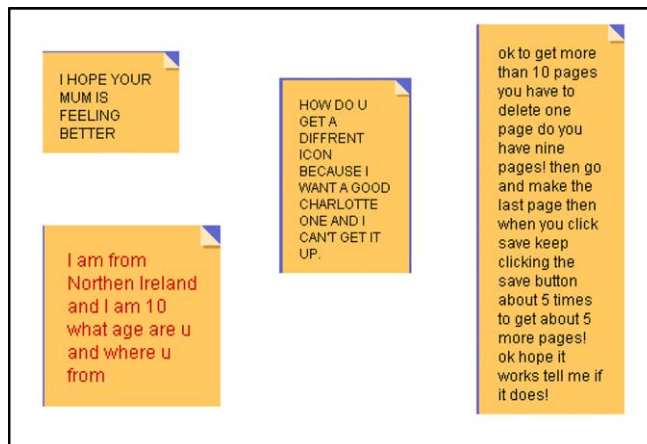 I HOPE YOUR
MUM IS
FEELING
BETTER
I am from
Northen Ireland
and I am 10
what age are u
and where u
from
HOW DO U
GET A
DIFFRENT
ICON
BECAUSE I
WANT A GOOD
CHARLOTTE
ONE AND I
CAN'T GET IT
UP.
ok to get more
than 10 pages
you have to
delete one
page do you
have nine
pages! then go
and make the
last page then
when you click
save keep
clicking the
save button
about 5 times
to get about 5
more pages!
ok hope it
works tell me if
it does!